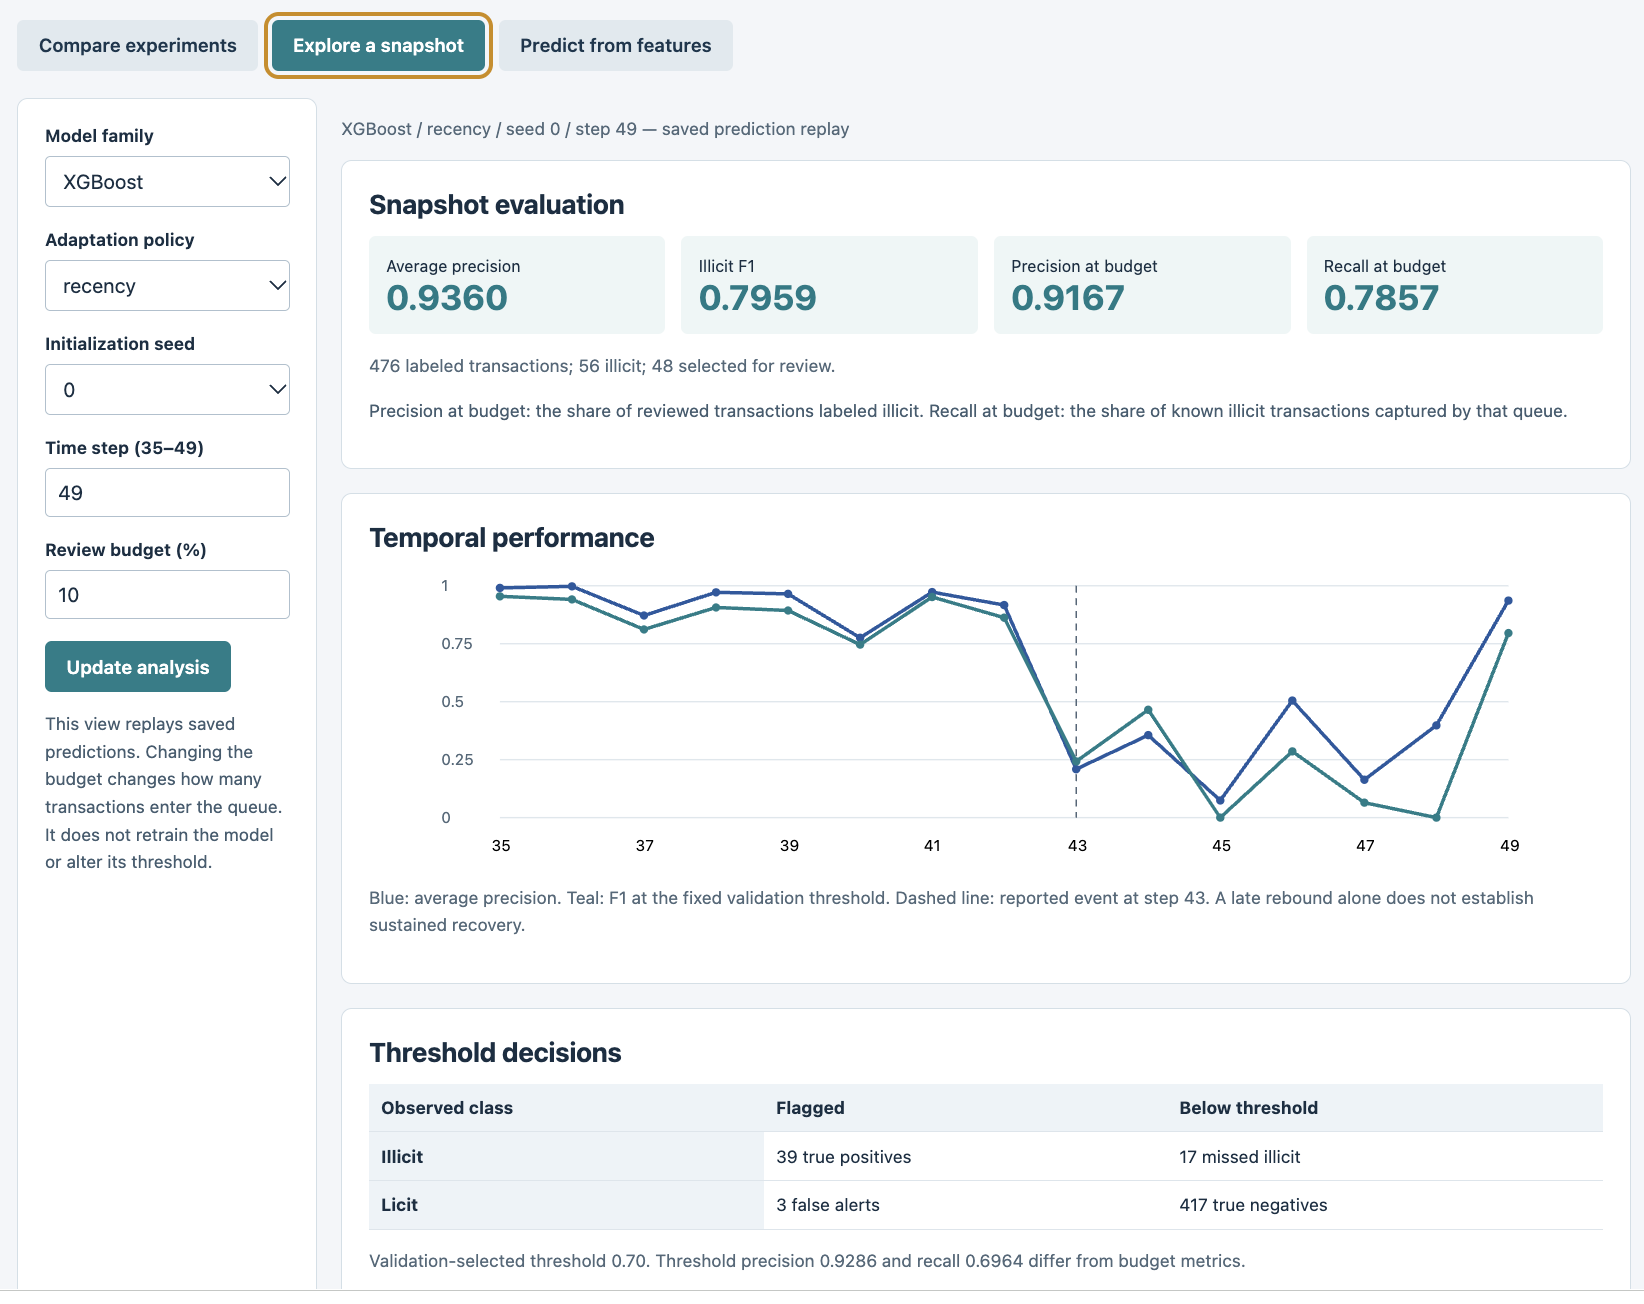 Compare experiments
Explore a snapshot
Predict from features
Model family
XGBoost
Adaptation policy
recency
Initialization seed
0
Time step (35–49)
49
Review budget (%)
10
Update analysis
This view replays saved
predictions. Changing the
budget changes how many
transactions enter the queue.
It does not retrain the model
or alter its threshold.
XGBoost / recency / seed 0 / step 49 — saved prediction replay
Snapshot evaluation
Average precision
0.9360
Illicit F1
0.7959
Precision at budget
0.9167
Recall at budget
0.7857
476 labeled transactions; 56 illicit; 48 selected for review.
Precision at budget: the share of reviewed transactions labeled illicit. Recall at budget: the share of known illicit transactions captured by that queue.
Temporal performance
1
0.75
0.5
0.25
0
35 37 39 41 43 45 47 49
Blue: average precision. Teal: F1 at the fixed validation threshold. Dashed line: reported event at step 43. A late rebound alone does not establish
sustained recovery.
Threshold decisions
Observed class Flagged Below threshold
Illicit 39 true positives 17 missed illicit
Licit 3 false alerts 417 true negatives
Validation-selected threshold 0.70. Threshold precision 0.9286 and recall 0.6964 differ from budget metrics.